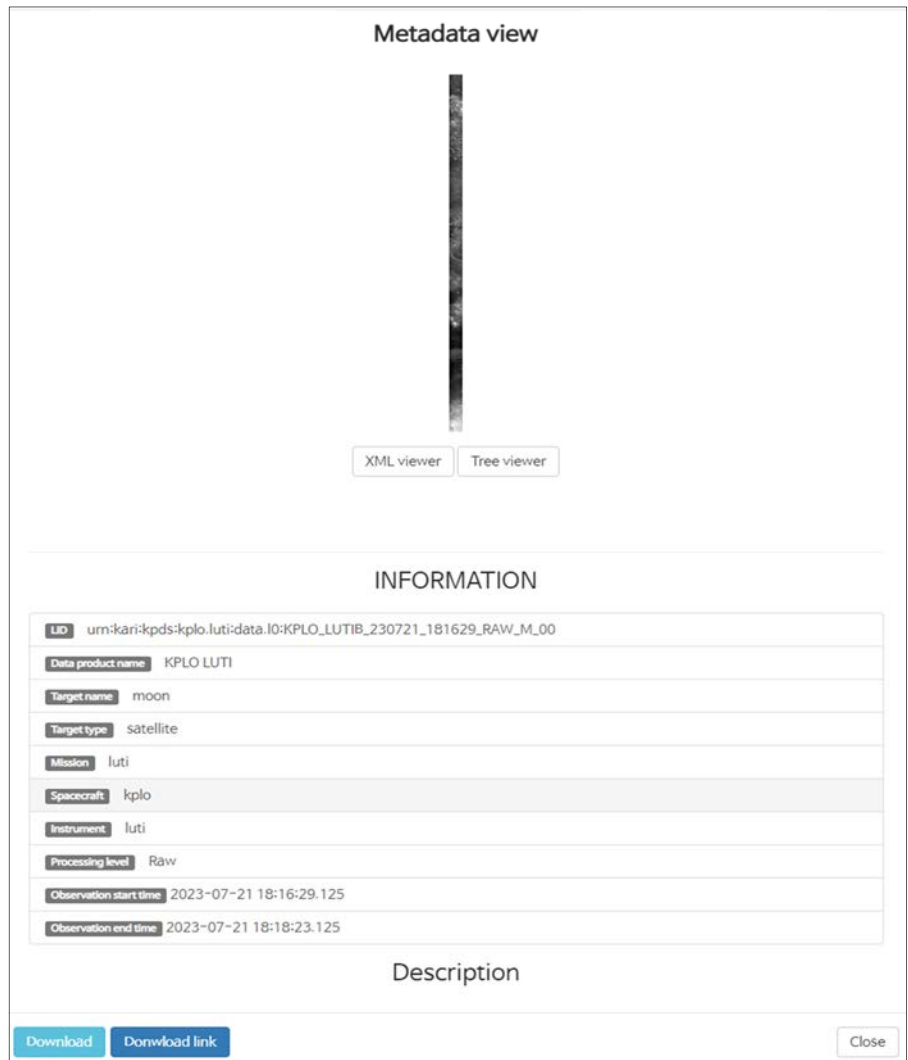 Metadata view
XML viewer Tree viewer
INFORMATION
LID urn:kari:kpds:kplo.luti:data.l0:KPLO_LUTIB_230721_181629_RAW_M_00
Data product name KPLO LUTI
Target name moon
Target type satellite
Mission luti
Spacecraft kplo
Instrument luti
Processing level Raw
Observation start time 2023-07-21 18:16:29.125
Observation end time 2023-07-21 18:18:23.125
Description
Download Donwload link Close